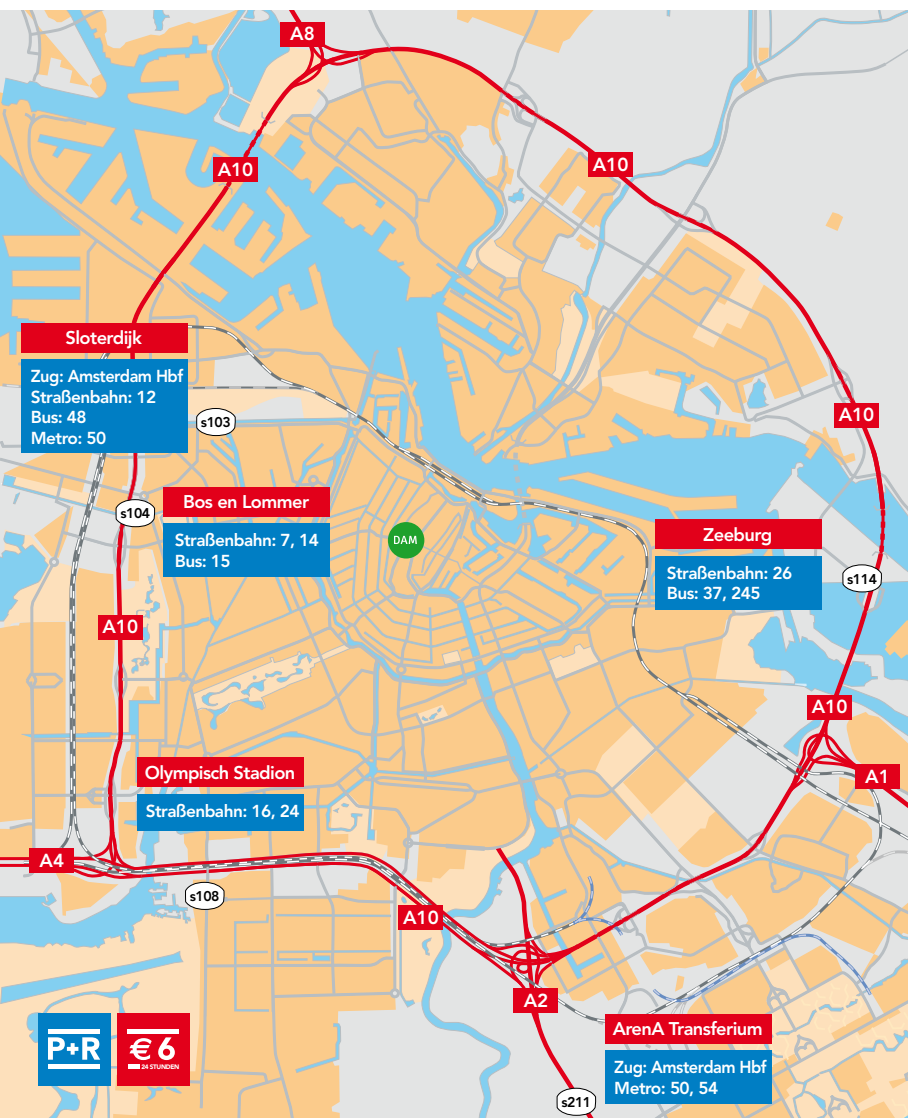 A8
A10
A10
Sloterdijk
Zug: Amsterdam Hbf
Straßenbahn: 12
Bus: 48
Metro: 50
s103
A10
s104
Bos en Lommer
Straßenbahn: 7, 14
Bus: 15
DAM
Zeeburg
Straßenbahn: 26
Bus: 37, 245
s114
A10
A10
Olympisch Stadion
Straßenbahn: 16, 24
A1
A4
s108
A10
A2
ArenA Transferium
Zug: Amsterdam Hbf
Metro: 50, 54
s211
P+R
€ 6
24 STUNDEN